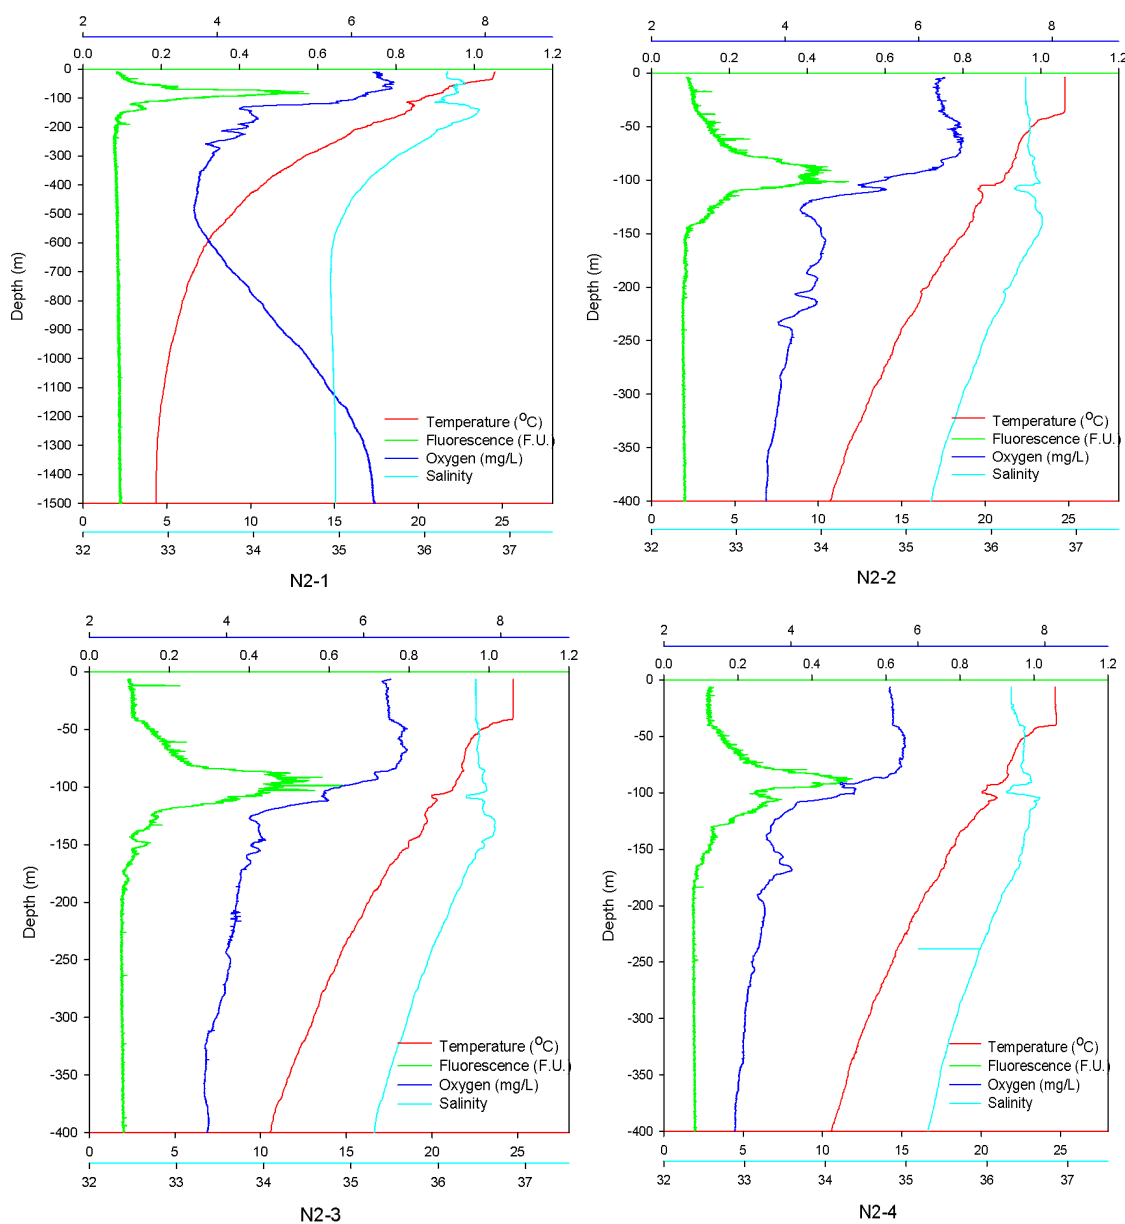 2 4 6 8
0.0 0.2 0.4 0.6 0.8 1.0 1.2
0
-100
-200
-300
-400
-500
-600
-700
-800
-900
-1000
-1100
-1200
-1300
-1400
-1500
Depth (m)
Temperature (°C)
Fluorescence (F.U.)
Oxygen (mg/L)
Salinity
0 5 10 15 20 25
32 33 34 35 36 37
N2-1
2 4 6 8
0.0 0.2 0.4 0.6 0.8 1.0 1.2
0
-50
-100
-150
-200
-250
-300
-350
-400
Depth (m)
Temperature (°C)
Fluorescence (F.U.)
Oxygen (mg/L)
Salinity
0 5 10 15 20 25
32 33 34 35 36 37
N2-2
2 4 6 8
0.0 0.2 0.4 0.6 0.8 1.0 1.2
0
-50
-100
-150
-200
-250
-300
-350
-400
Depth (m)
Temperature (°C)
Fluorescence (F.U.)
Oxygen (mg/L)
Salinity
0 5 10 15 20 25
32 33 34 35 36 37
N2-3
2 4 6 8
0.0 0.2 0.4 0.6 0.8 1.0 1.2
0
-50
-100
-150
-200
-250
-300
-350
-400
Depth (m)
Temperature (°C)
Fluorescence (F.U.)
Oxygen (mg/L)
Salinity
0 5 10 15 20 25
32 33 34 35 36 37
N2-4